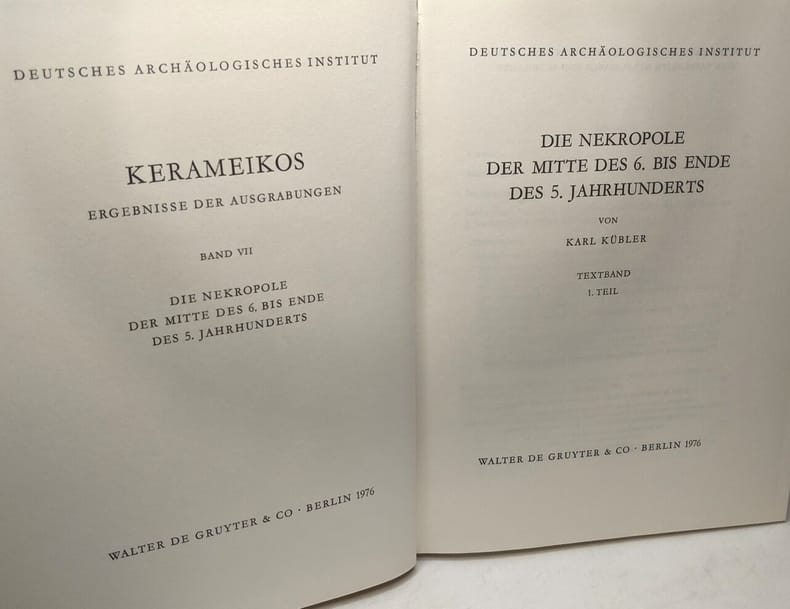 DEUTSCHES ARCHÄOLOGISCHES INSTITUT
KERAMEIKOS
ERGEBNISSE DER AUSGRABUNGEN
BAND VII
DIE NEKROPOLE
DER MITTE DES 6. BIS ENDE
DES 5. JAHRHUNDERTS
WALTER DE GRUYTER & CO · BERLIN 1976
DEUTSCHES ARCHÄOLOGISCHES INSTITUT
DIE NEKROPOLE
DER MITTE DES 6. BIS ENDE
DES 5. JAHRHUNDERTS
VON
KARL KÜBLER
TEXTBAND
1. TEIL
WALTER DE GRUYTER & CO · BERLIN 1976